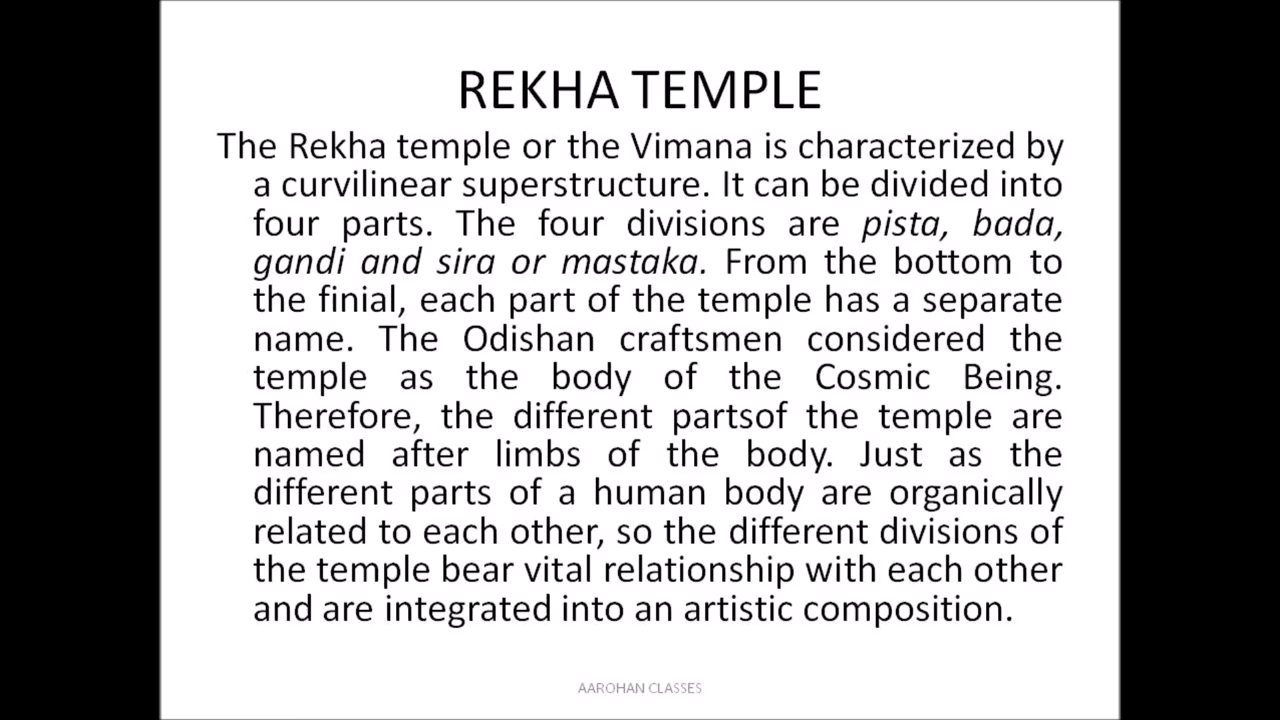 REKHA TEMPLE
The Rekha temple or the Vimana is characterized by
a curvilinear superstructure. It can be divided into
four parts. The four divisions are pista, bada,
gandi and sira or mastaka. From the bottom to
the finial, each part of the temple has a separate
name. The Odishan craftsmen considered the
temple as the body of the Cosmic Being.
Therefore, the different partsof the temple are
named after limbs of the body. Just as the
different parts of a human body are organically
related to each other, so the different divisions of
the temple bear vital relationship with each other
and are integrated into an artistic composition.
AAROHAN CLASSES